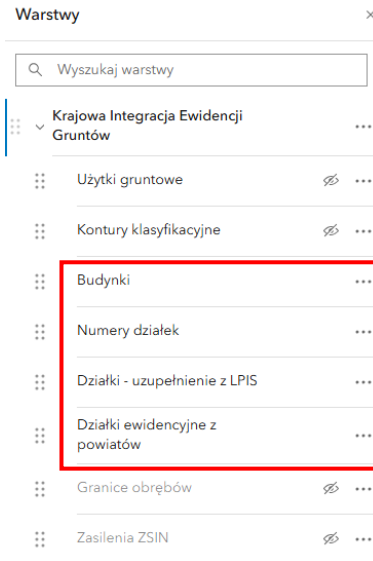 Warstwy
Wyszukaj warstwy
Krajowa Integracja Ewidencji
Gruntów
Użytki gruntowe
Kontury klasyfikacyjne
Budynki
Numery działek
Działki - uzupełnienie z LPIS
Działki ewidencyjne z
powiatów
Granice obrębów
Zasilenia ZSIN